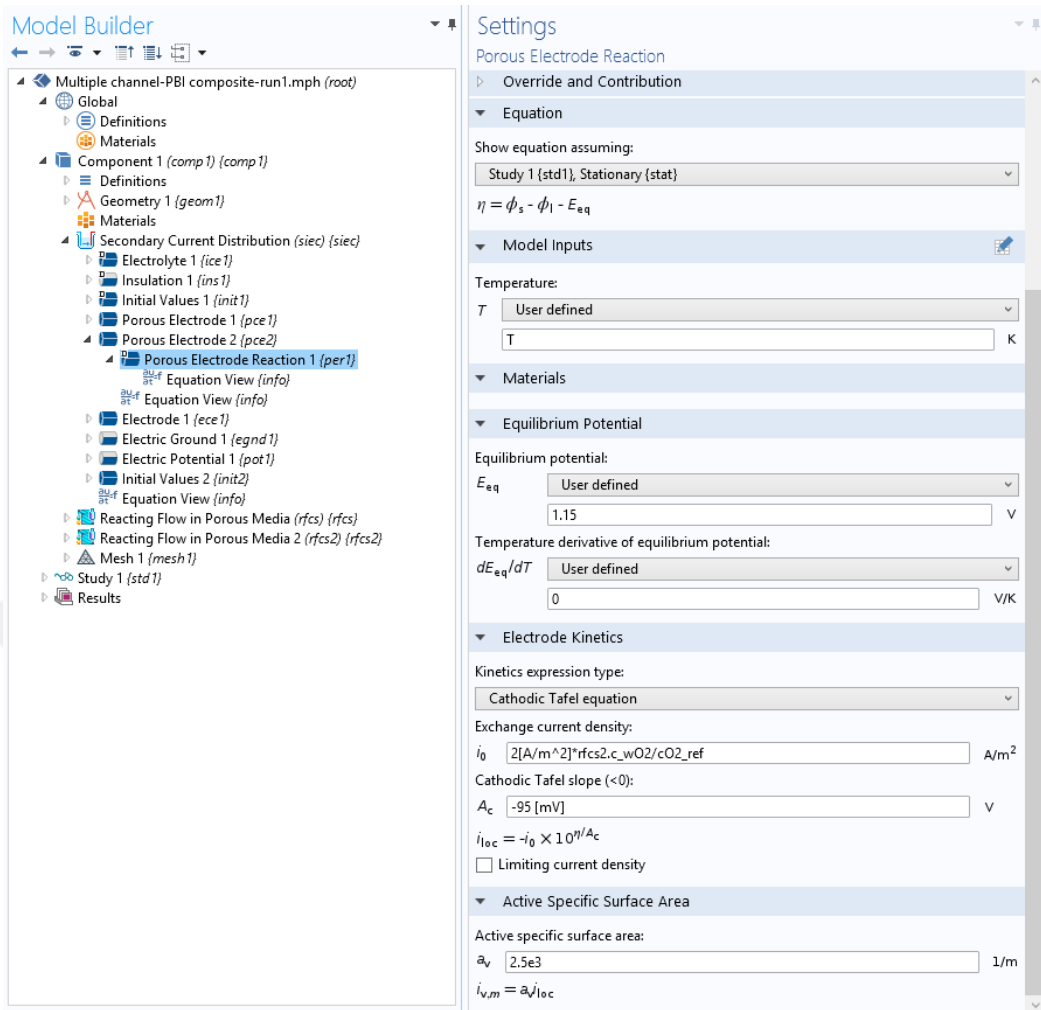 Model Builder
Multiple channel-PBI composite-run1.mph (root)
Global
Definitions
Materials
Component 1 (comp1) {comp1}
Definitions
Geometry 1 {geom1}
Materials
Secondary Current Distribution (siec) {siec}
Electrolyte 1 {ice1}
Insulation 1 {ins1}
Initial Values 1 {init1}
Porous Electrode 1 {pce1}
Porous Electrode 2 {pce2}
Porous Electrode Reaction 1 {per1}
Equation View {info}
Equation View {info}
Electrode 1 {ece1}
Electric Ground 1 {egnd1}
Electric Potential 1 {pot1}
Initial Values 2 {init2}
Equation View {info}
Reacting Flow in Porous Media (rfcs) {rfcs}
Reacting Flow in Porous Media 2 (rfcs2) {rfcs2}
Mesh 1 {mesh1}
Study 1 {std1}
Results
Settings
Porous Electrode Reaction
Override and Contribution
Equation
Show equation assuming:
Study 1 {std1}, Stationary {stat}
η = ϕs - ϕl - Eeq
Model Inputs
Temperature:
T User defined
T K
Materials
Equilibrium Potential
Equilibrium potential:
Eeq User defined
1.15 V
Temperature derivative of equilibrium potential:
dEeq/dT User defined
0 V/K
Electrode Kinetics
Kinetics expression type:
Cathodic Tafel equation
Exchange current density:
i0 2[A/m^2]*rfcs2.c_wO2/cO2_ref A/m2
Cathodic Tafel slope (<0):
Ac -95 [mV] V
iloc = -i0 × 10^η/Ac
Limiting current density
Active Specific Surface Area
Active specific surface area:
av 2.5e3 1/m
iv,m = aviloc